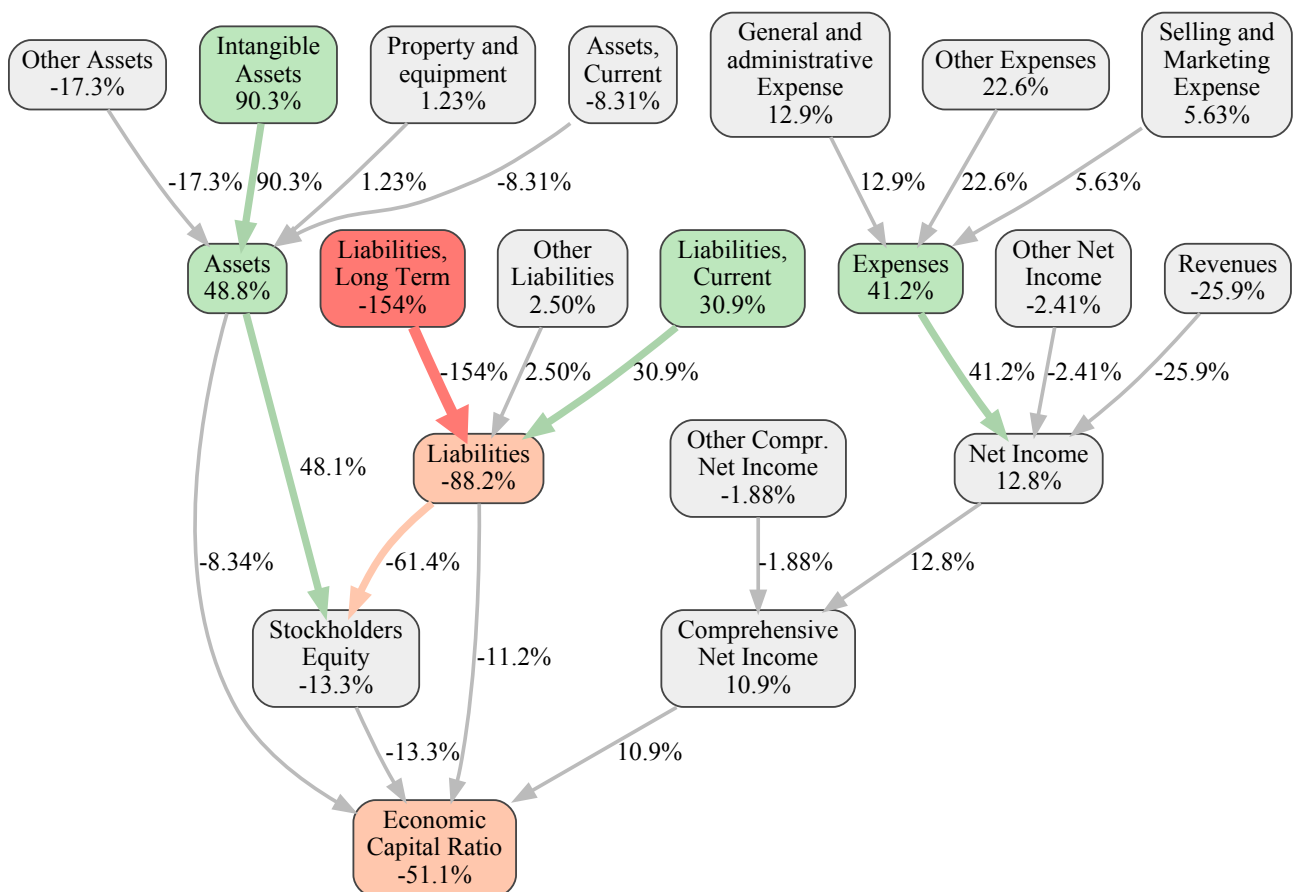 Other Assets
-17.3%
Intangible
Assets
90.3%
Property and
equipment
1.23%
Assets,
Current
-8.31%
General and
administrative
Expense
12.9%
Other Expenses
22.6%
Selling and
Marketing
Expense
5.63%
-17.3%
90.3%
1.23%
-8.31%
12.9%
22.6%
5.63%
Assets
48.8%
Liabilities,
Long Term
-154%
Other
Liabilities
2.50%
Liabilities,
Current
30.9%
Expenses
41.2%
Other Net
Income
-2.41%
Revenues
-25.9%
-154%
2.50%
30.9%
41.2%
-2.41%
-25.9%
48.1%
Liabilities
-88.2%
Other Compr.
Net Income
-1.88%
Net Income
12.8%
-8.34%
-61.4%
-11.2%
-1.88%
12.8%
Stockholders
Equity
-13.3%
Comprehensive
Net Income
10.9%
-13.3%
10.9%
Economic
Capital Ratio
-51.1%